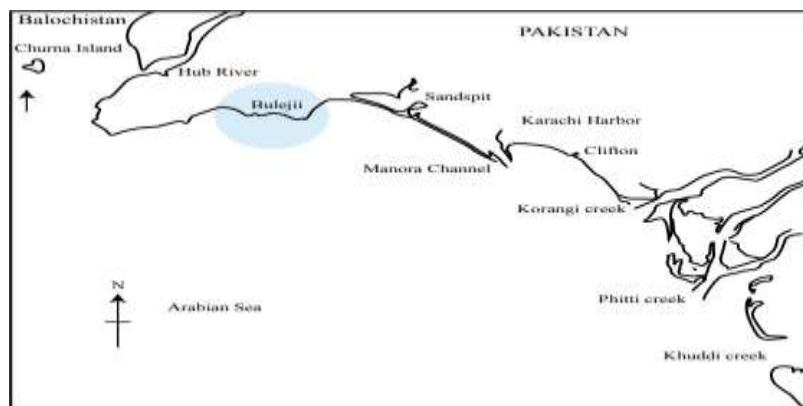 Balochistan
PAKISTAN
Churna Island
Hub River
Bulejii
Sandspit
Karachi Harbor
Clifton
Manora Channel
Korangi creek
N
Arabian Sea
Phitti creek
Khuddi creek